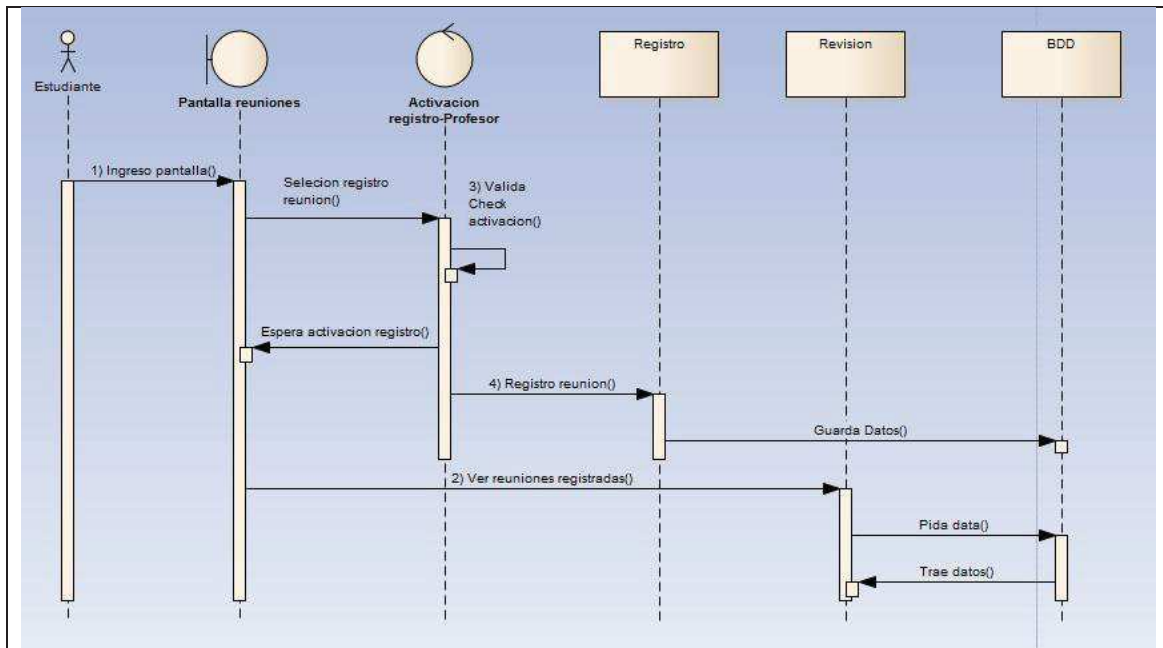 Estudiante
Pantalla reuniones
Activacion
registro-Profesor
Registro
Revision
BDD
1) Ingreso pantalla()
Selecion registro
reunion()
3) Valida
Check
activacion()
Espera activacion registro()
4) Registro reunion()
Guarda Datos()
2) Ver reuniones registradas()
Pida data()
Trae datos()